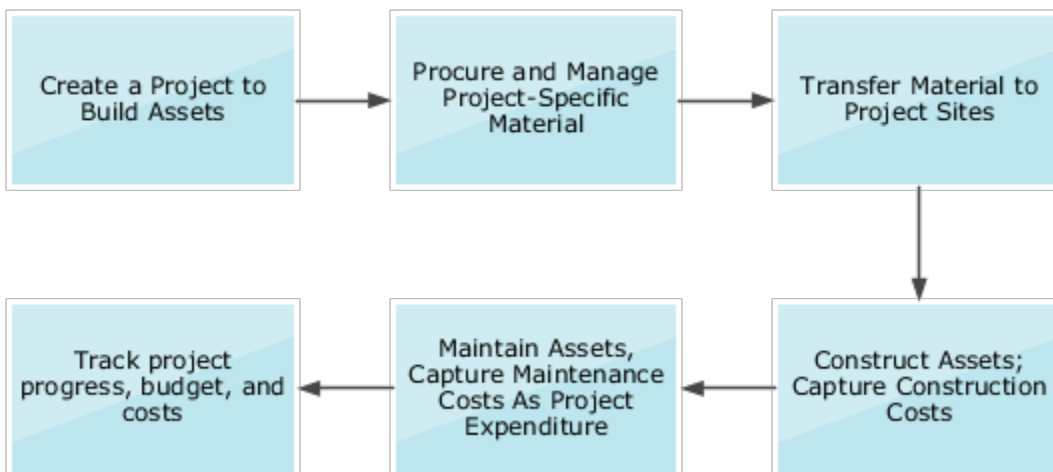 Create a Project to
Build Assets
Procure and Manage
Project-Specific
Material
Transfer Material to
Project Sites
Construct Assets;
Capture Construction
Costs
Maintain Assets,
Capture Maintenance
Costs As Project
Expenditure
Track project
progress, budget, and
costs